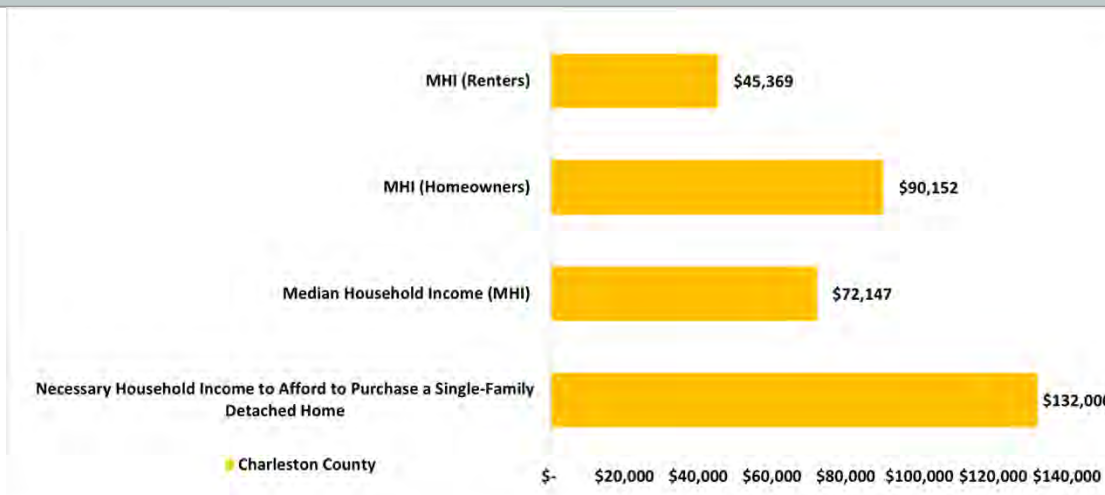 MHI (Renters)
$45,369
MHI (Homeowners)
$90,152
Median Household Income (MHI)
$72,147
Necessary Household Income to Afford to Purchase a Single-Family
Detached Home
$132,000
Charleston County
$- $20,000 $40,000 $60,000 $80,000 $100,000 $120,000 $140,000